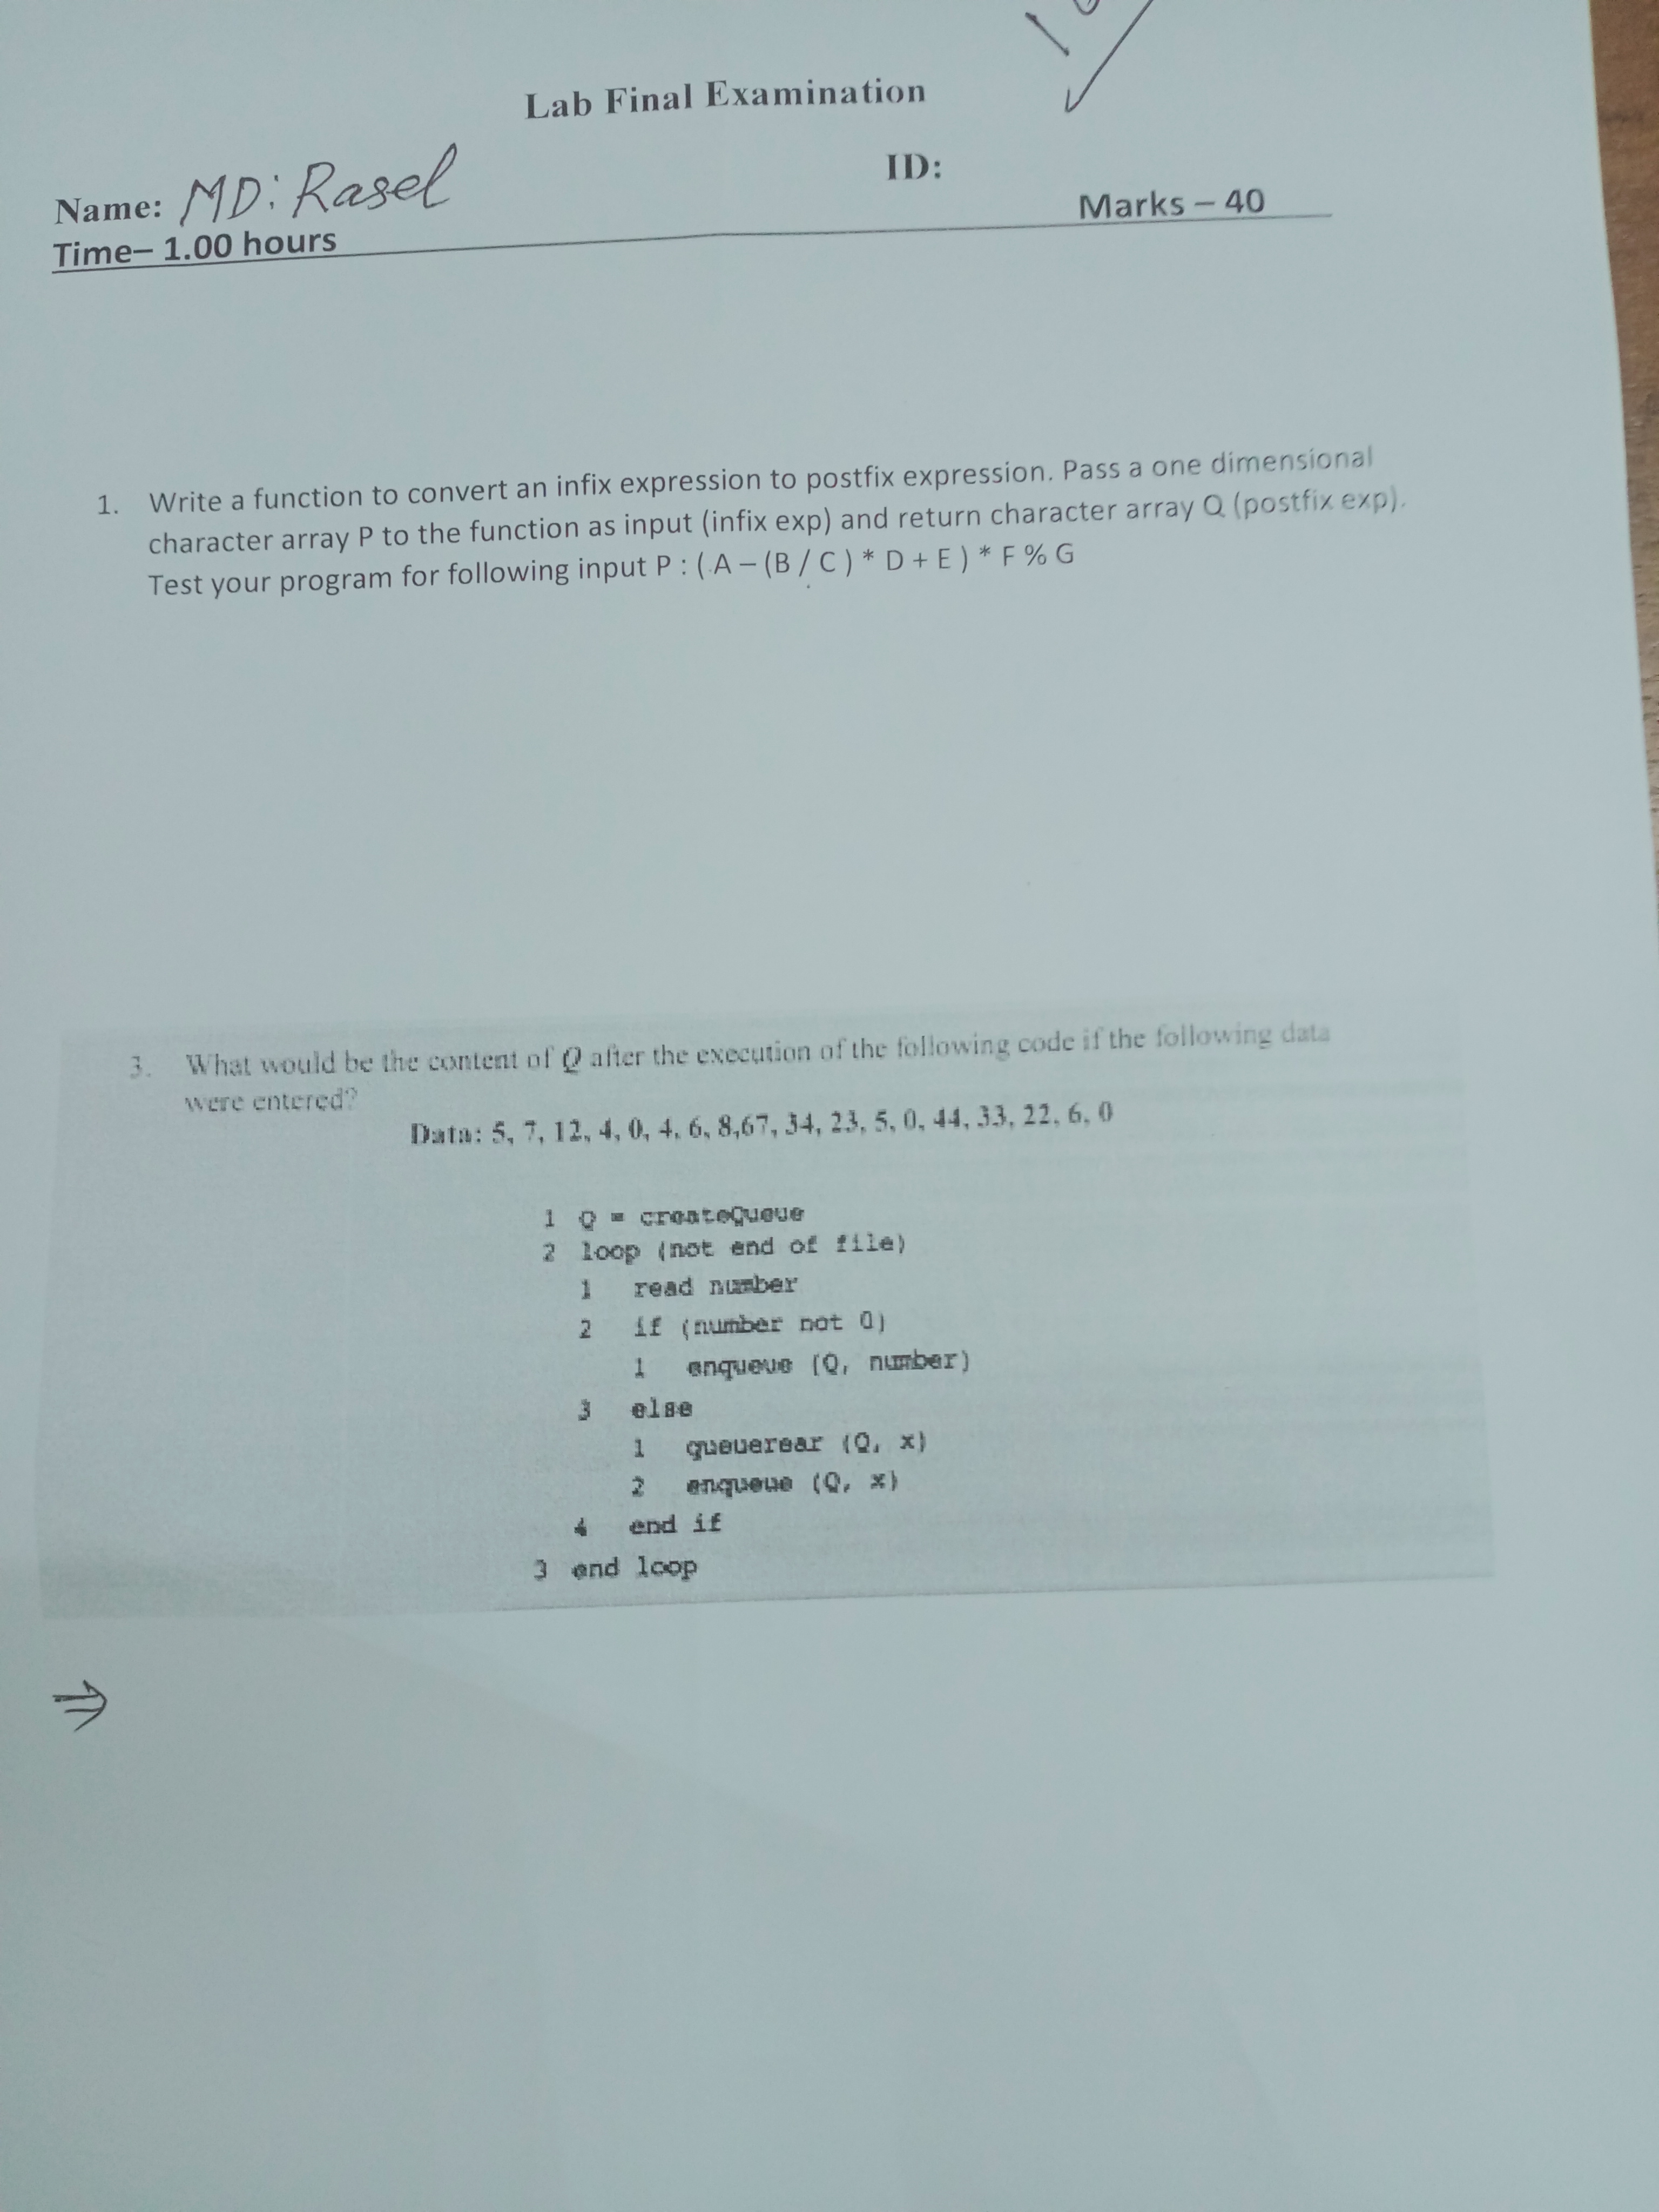 Lab Final Examination
Name: MD: Rasel
ID:
Time– 1.00 hours
Marks – 40
1. Write a function to convert an infix expression to postfix expression. Pass a one dimensional
character array P to the function as input (infix exp) and return character array Q (postfix exp).
Test your program for following input P : ( A – (B / C ) * D + E ) * F % G
3. What would be the content of Q after the execution of the following code if the following data
were entered?
Data: 5, 7, 12, 4, 0, 4, 6, 8,67, 34, 23, 5, 0, 44, 33, 22, 6, 0
1 Q = createQueue
2 loop (not end of file)
1 read number
2 if (number not 0)
1 enqueue (Q, number)
3 else
1 queuerear (Q, x)
2 enqueue (Q, x)
4 end if
3 end loop
⇒